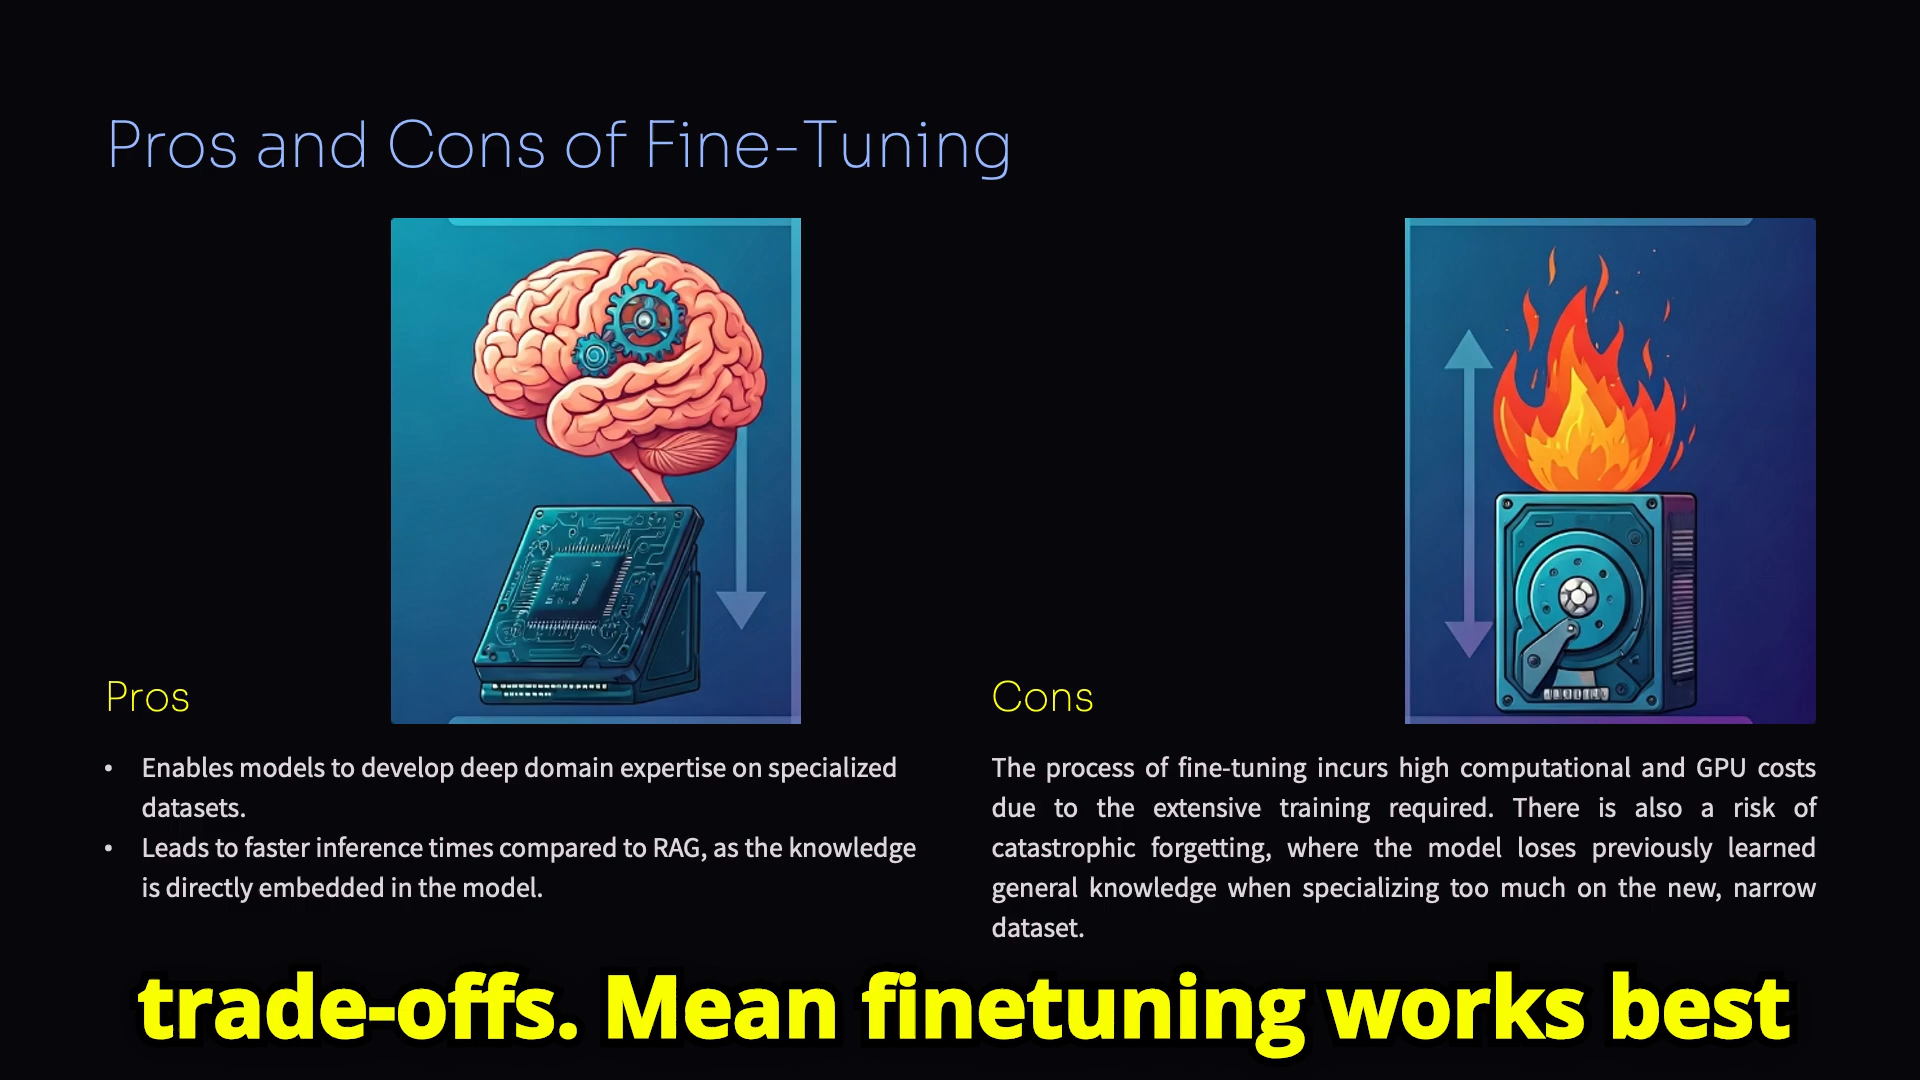 Pros and Cons of Fine-Tuning
Pros
• Enables models to develop deep domain expertise on specialized
datasets.
• Leads to faster inference times compared to RAG, as the knowledge
is directly embedded in the model.
Cons
The process of fine-tuning incurs high computational and GPU costs
due to the extensive training required. There is also a risk of
catastrophic forgetting, where the model loses previously learned
general knowledge when specializing too much on the new, narrow
dataset.
trade-offs. Mean finetuning works best